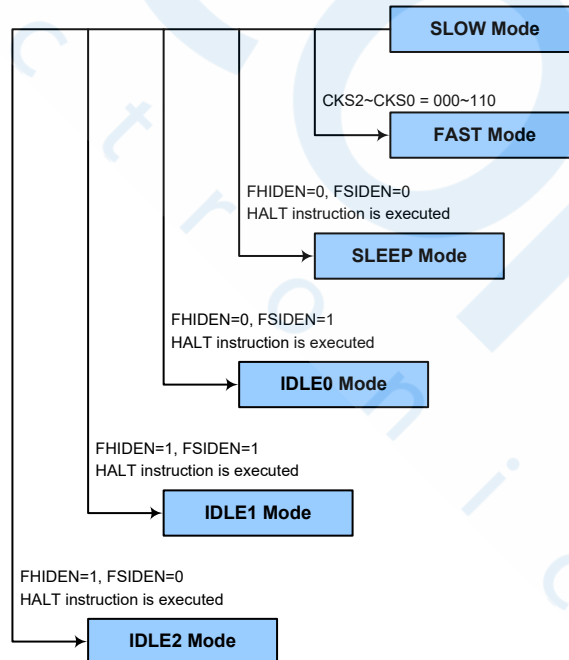 SLOW Mode
CKS2~CKS0 = 000~110
FAST Mode
FHIDEN=0, FSIDEN=0
HALT instruction is executed
SLEEP Mode
FHIDEN=0, FSIDEN=1
HALT instruction is executed
IDLE0 Mode
FHIDEN=1, FSIDEN=1
HALT instruction is executed
IDLE1 Mode
FHIDEN=1, FSIDEN=0
HALT instruction is executed
IDLE2 Mode
c t r o n i c